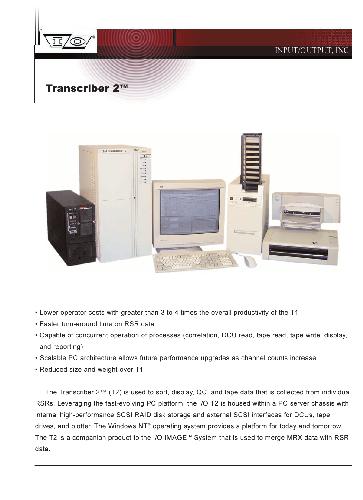 I/O®
INPUT/OUTPUT, INC
Transcriber 2™
• Lower operator costs with greater than 3 to 4 times the overall productivity of the T1
• Faster turn-around time on RSR data
• Capable of concurrent operation of processes (correlation, DCU read, tape read, tape write, display,
and reporting)
• Scalable PC architecture allows future performance upgrades as channel counts increase
• Reduced size and weight over T1
The Transcriber 2™ (T2) is used to sort, display, QC, and tape data that is collected from individual
RSRs. Leveraging the fast-evolving PC platform, the I/O T2 is housed within a PC server chassis with
internal high-performance SCSI RAID disk storage and external SCSI interfaces for DCUs, tape
drives, and plotter. The Windows NT® operating system provides a platform for today and tomorrow.
The T2 is a companion product to the I/O IMAGE™ System that is used to merge MRX data with RSR
data.